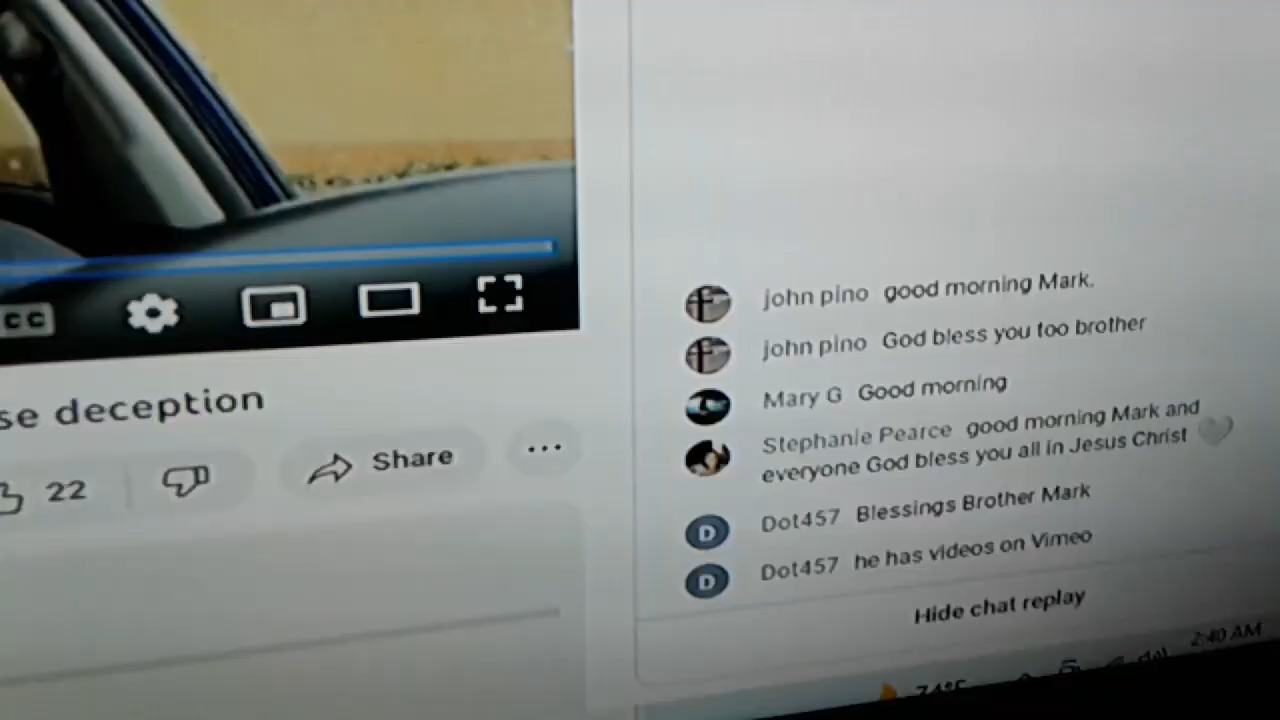 CC
se deception
22
Share
john pino good morning Mark.
john pino God bless you too brother
Mary G Good morning
Stephanie Pearce good morning Mark and
everyone God bless you all in Jesus Christ
D Dot457 Blessings Brother Mark
D Dot457 he has videos on Vimeo
Hide chat replay
74°F
2:40 AM